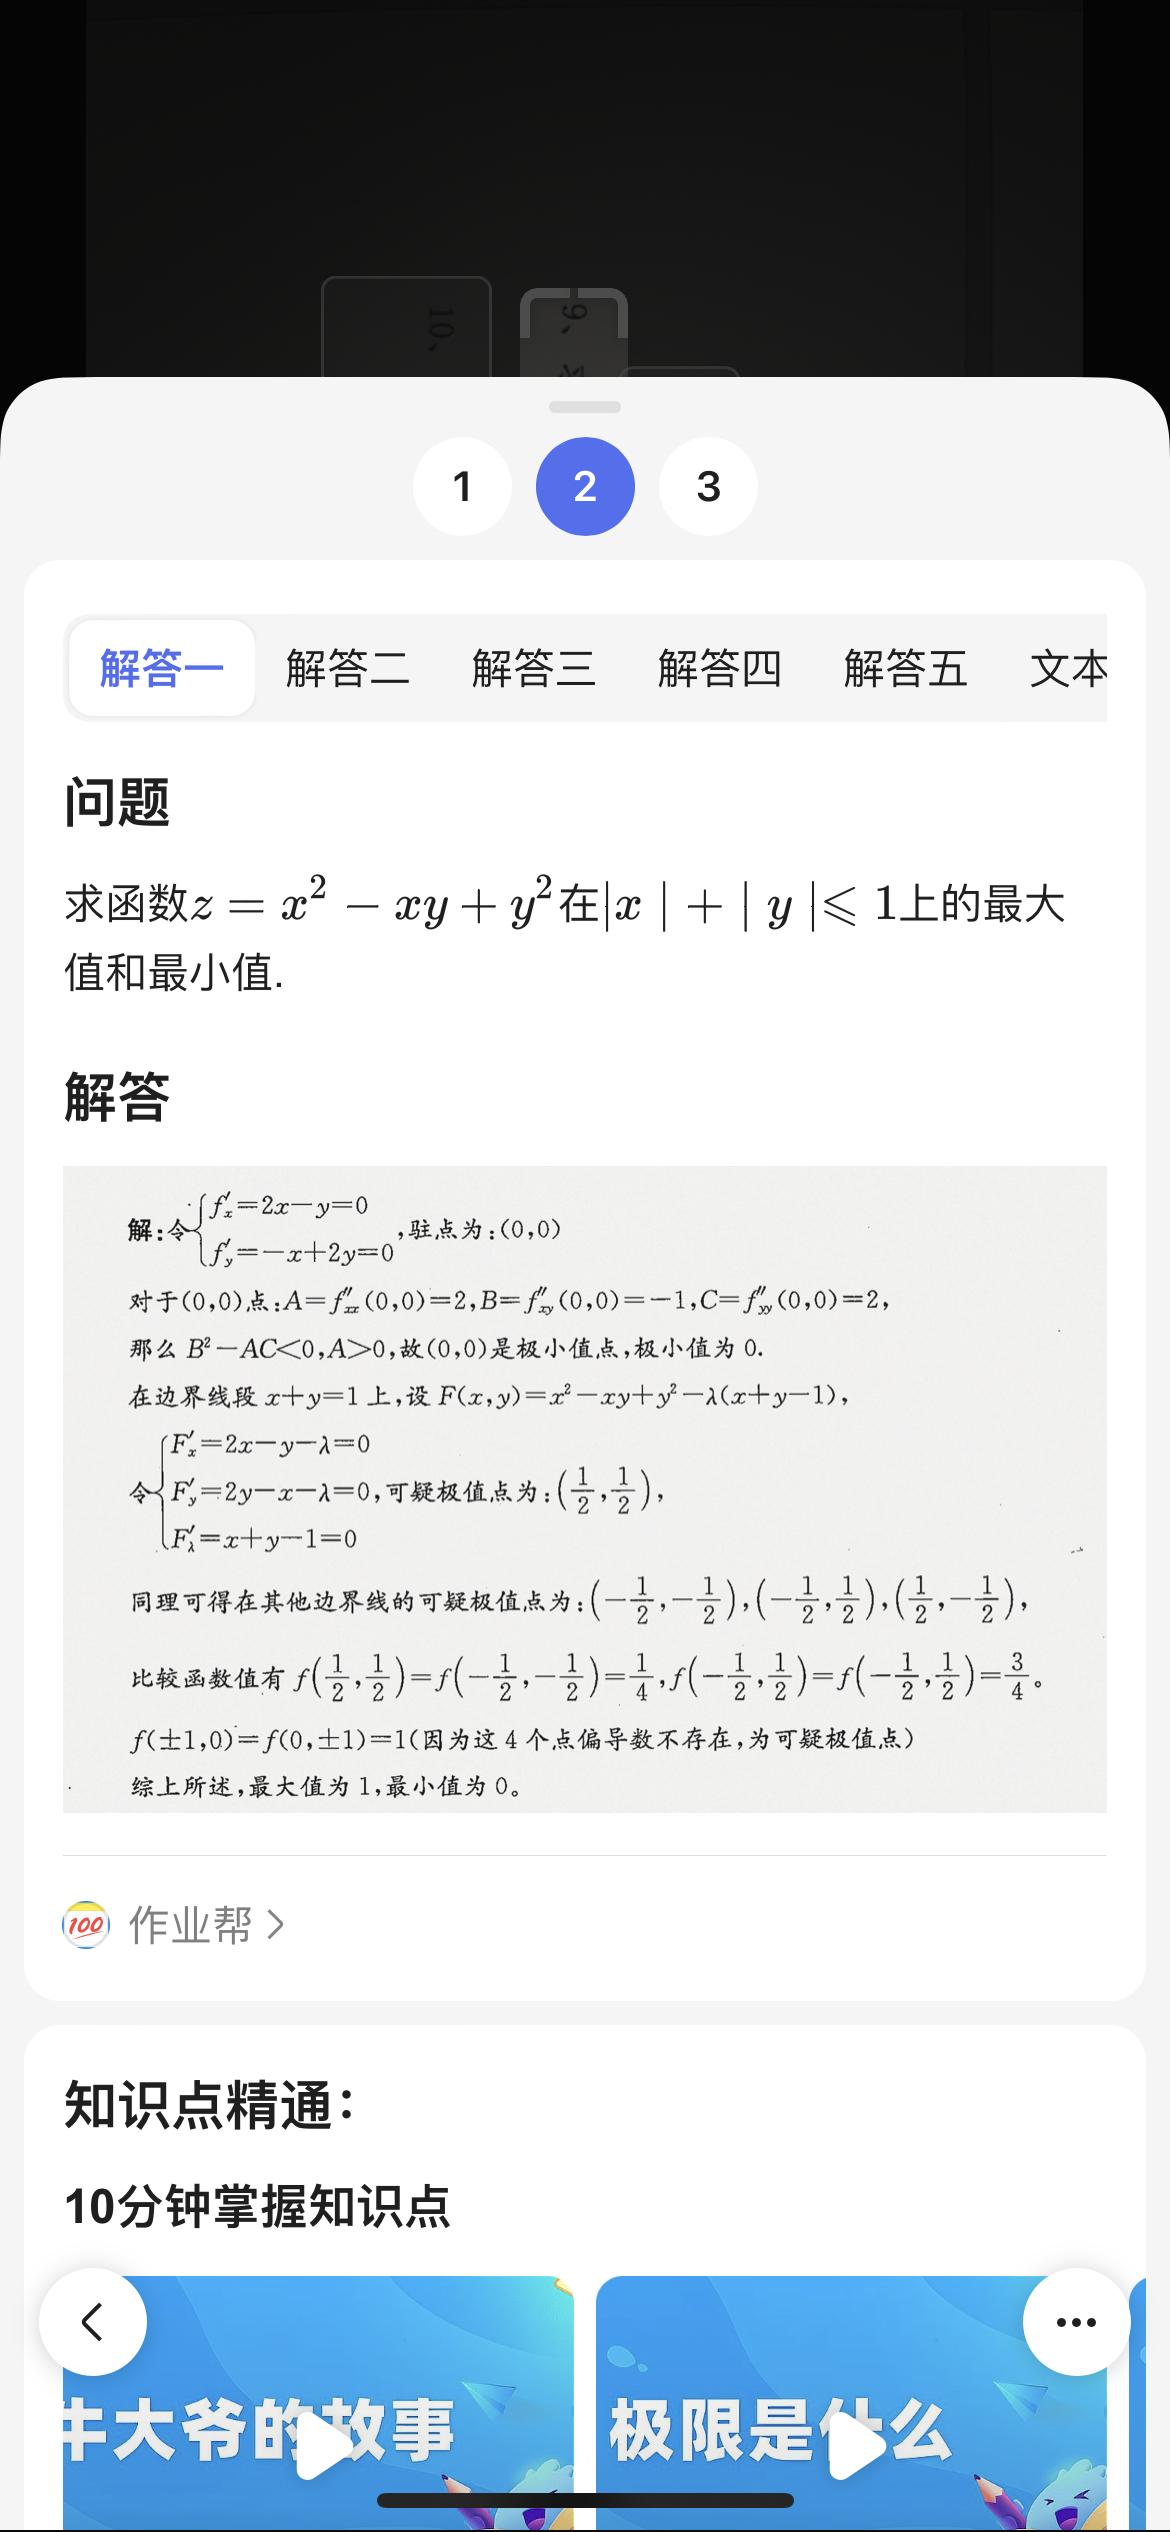 10、
9、
1
2
3
解答一 解答二 解答三 解答四 解答五 文本
问题
求函数z = x² − xy + y²在|x | + | y |⩽ 1上的最大
值和最小值.
解答
解:令{f′ₓ=2x−y=0
f′ᵧ=−x+2y=0 ,驻点为:(0,0)
对于(0,0)点:A=f″ₓₓ(0,0)=2,B=f″ₓᵧ(0,0)=−1,C=f″ᵧᵧ(0,0)=2,
那么 B²−AC<0,A>0,故(0,0)是极小值点,极小值为 0.
在边界线段 x+y=1 上,设 F(x,y)=x²−xy+y²−λ(x+y−1),
令{F′ₓ=2x−y−λ=0
F′ᵧ=2y−x−λ=0,可疑极值点为:(1/2,1/2),
F′λ=x+y−1=0
同理可得在其他边界线的可疑极值点为:(−1/2,−1/2),(−1/2,1/2),(1/2,−1/2),
比较函数值有 f(1/2,1/2)=f(−1/2,−1/2)=1/4,f(−1/2,1/2)=f(−1/2,1/2)=3/4。
f(±1,0)=f(0,±1)=1(因为这 4 个点偏导数不存在,为可疑极值点)
综上所述,最大值为 1,最小值为 0。
100 作业帮 >
知识点精通：
10分钟掌握知识点
牛大爷的故事
极限是什么